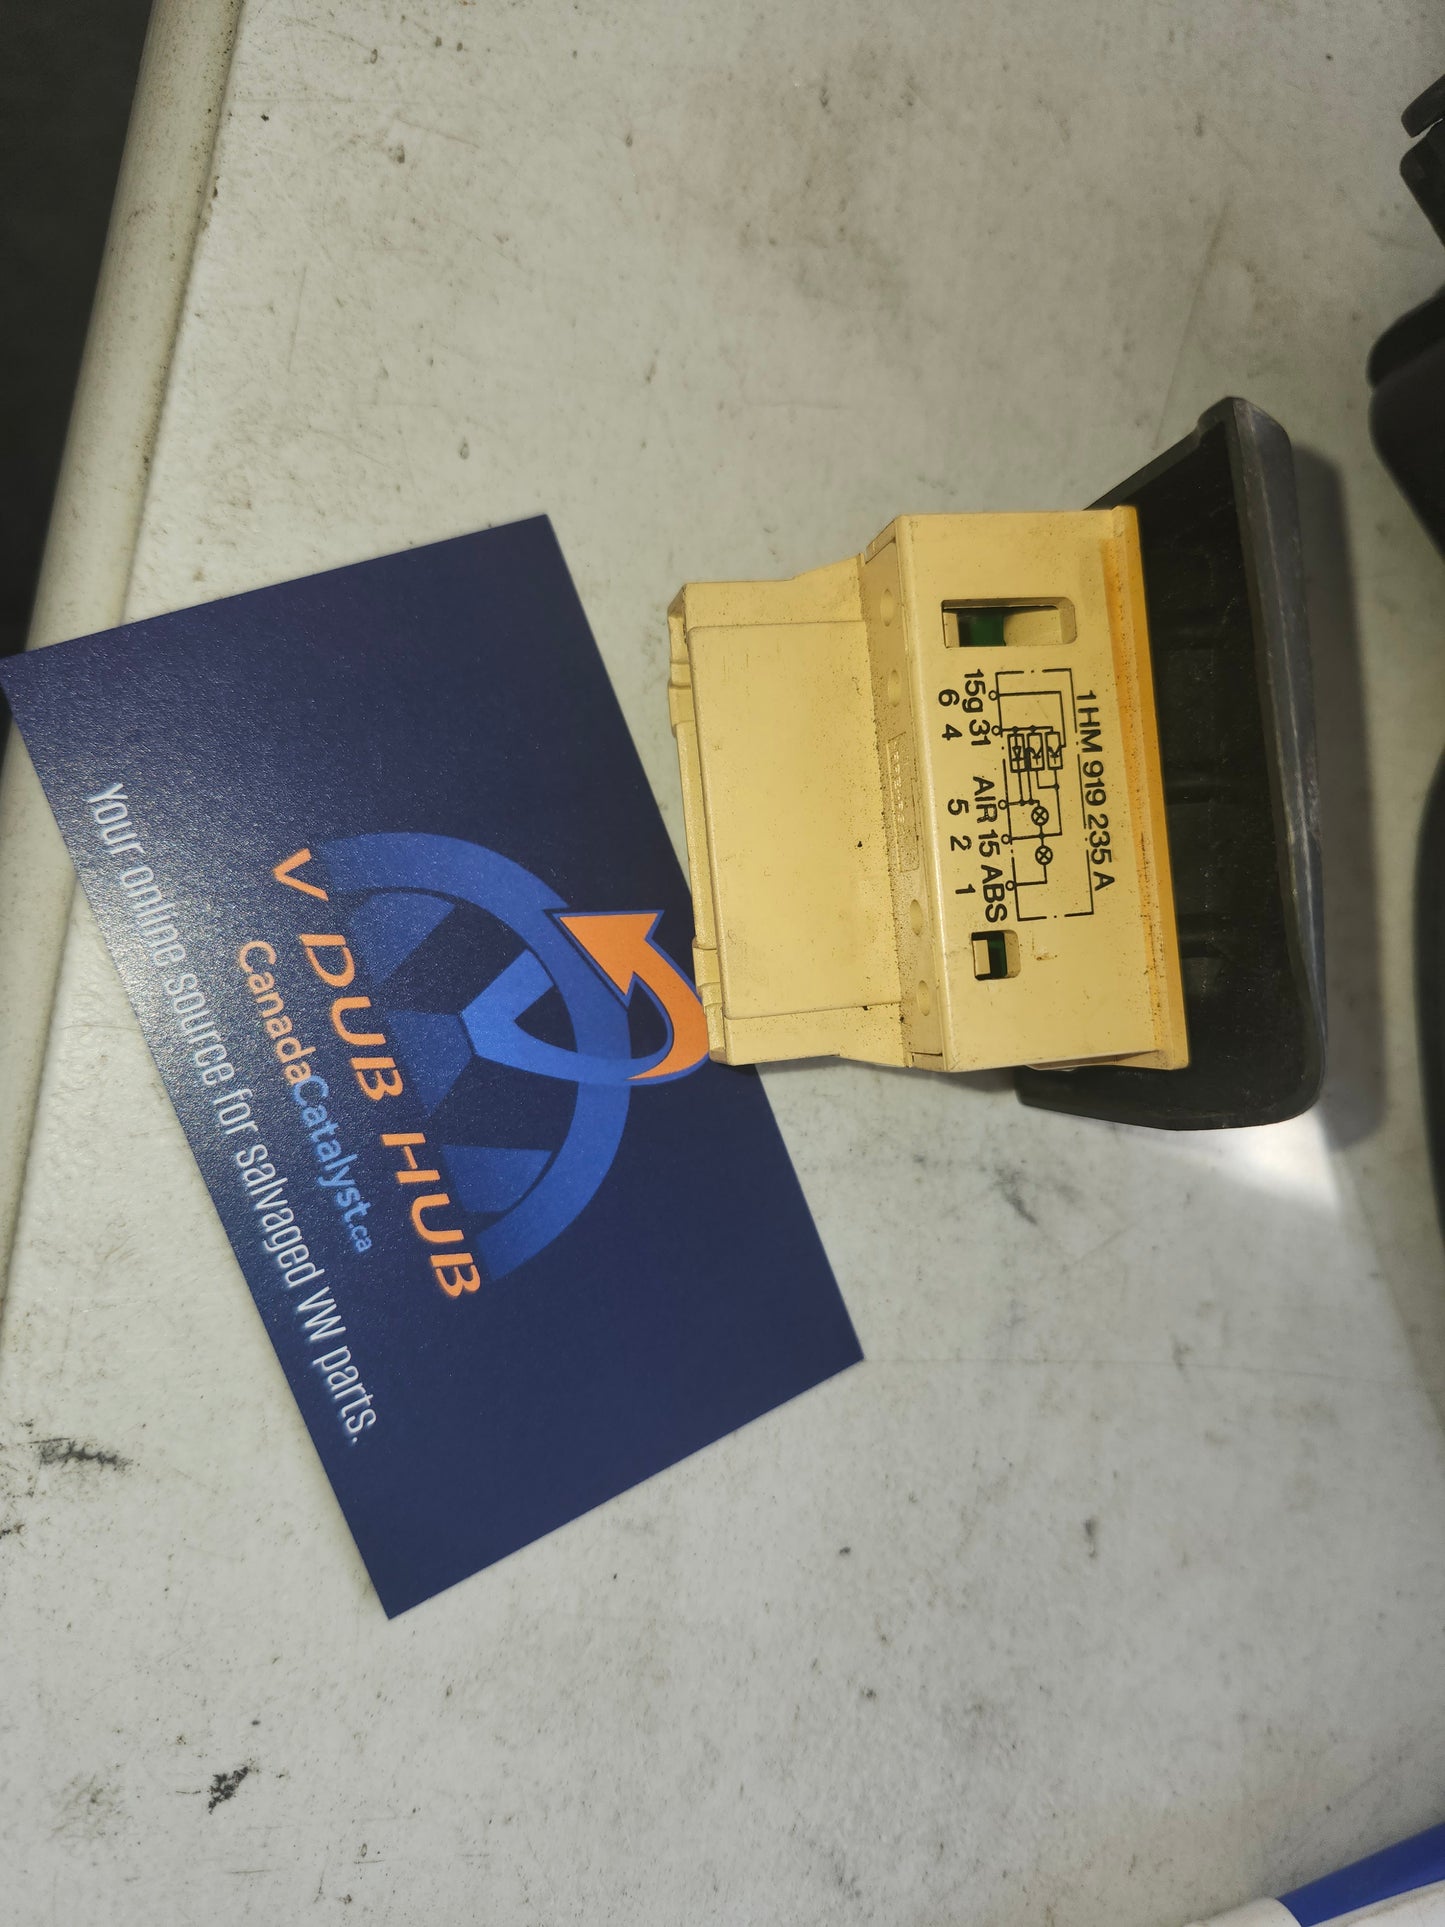 1HM 919 235 A
15g 31 AIR 15 ABS
6 4 5 2 1
V DUB HUB
CanadaCatalyst.ca
Your online source for salvaged VW parts.